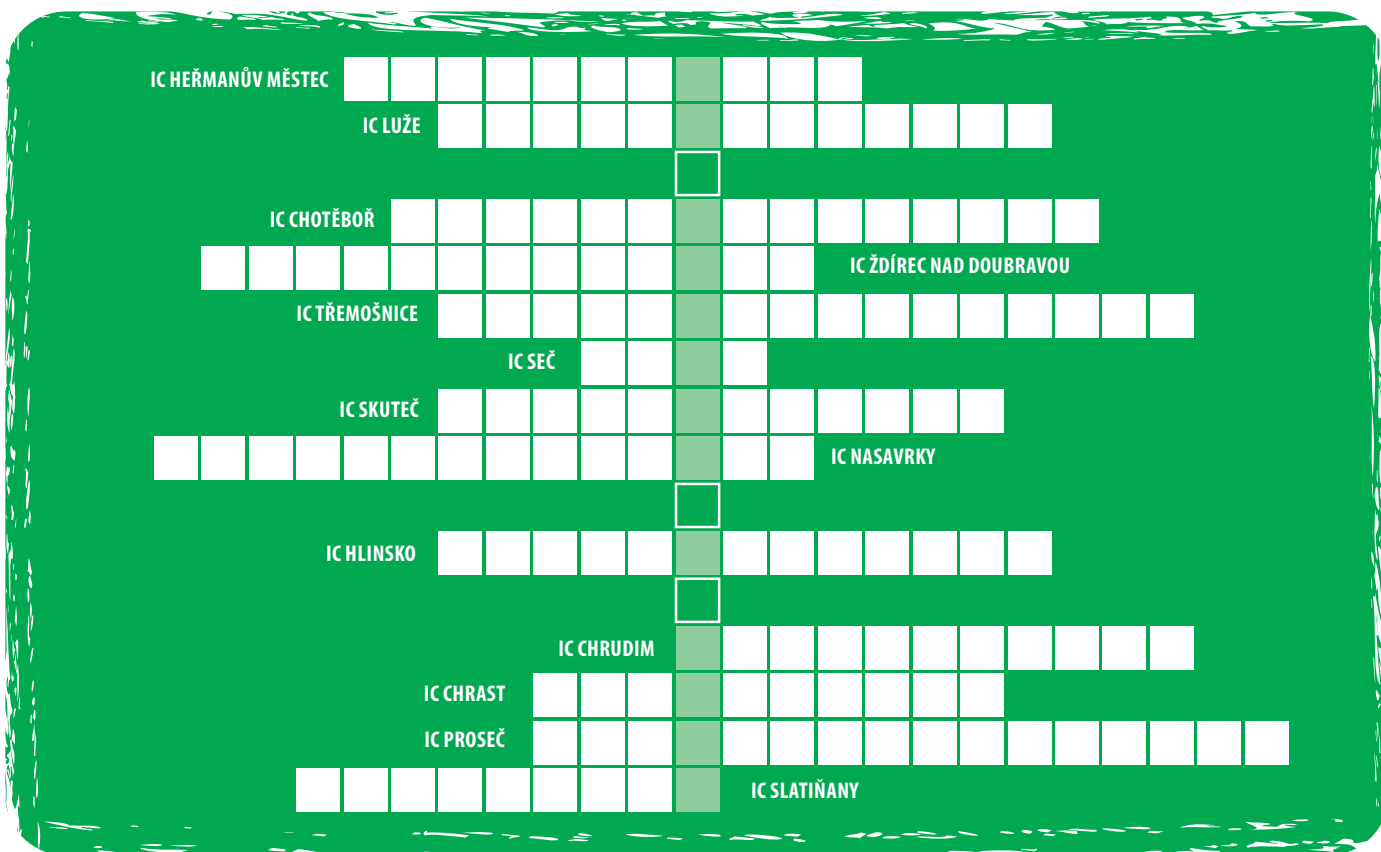 IC HEŘMANŮV MĚSTEC
IC LUŽE
IC CHOTĚBOŘ
IC ŽDÍREC NAD DOUBRAVOU
IC TŘEMOŠNICE
IC SEČ
IC SKUTEČ
IC NASAVRKY
IC HLINSKO
IC CHRUDIM
IC CHRAST
IC PROSEČ
IC SLATIŇANY